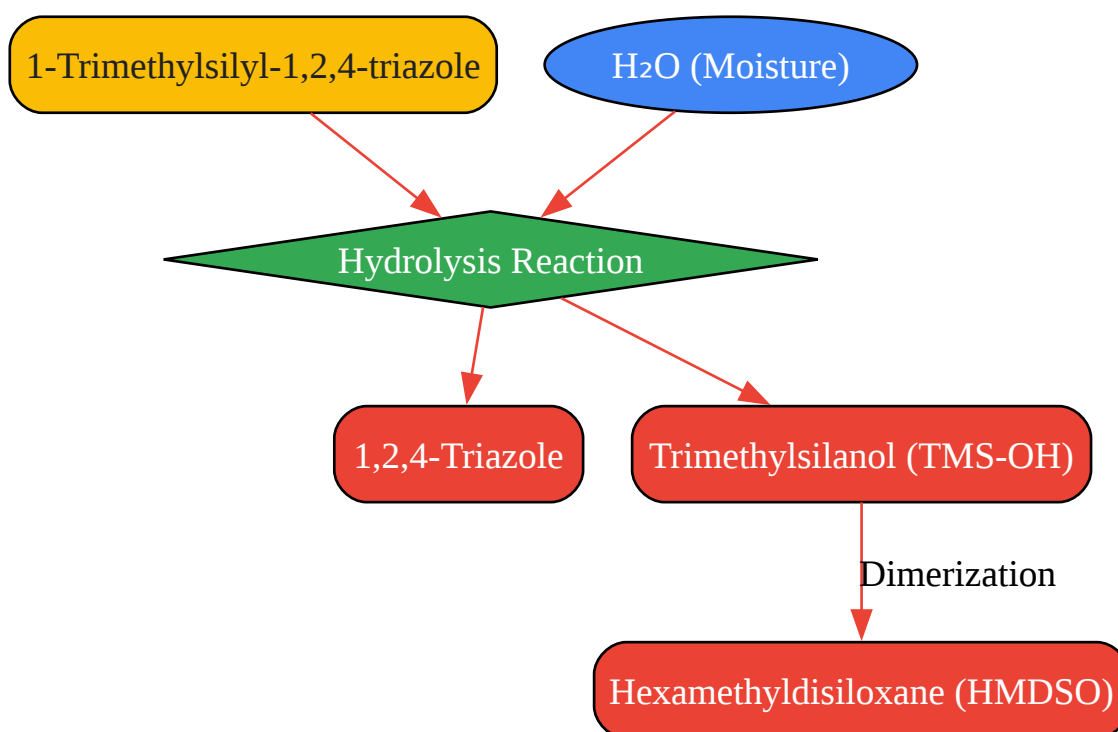 1-Trimethylsilyl-1,2,4-triazole
H₂O (Moisture)
Hydrolysis Reaction
1,2,4-Triazole
Trimethylsilanol (TMS-OH)
Dimerization
Hexamethyldisiloxane (HMDSO)